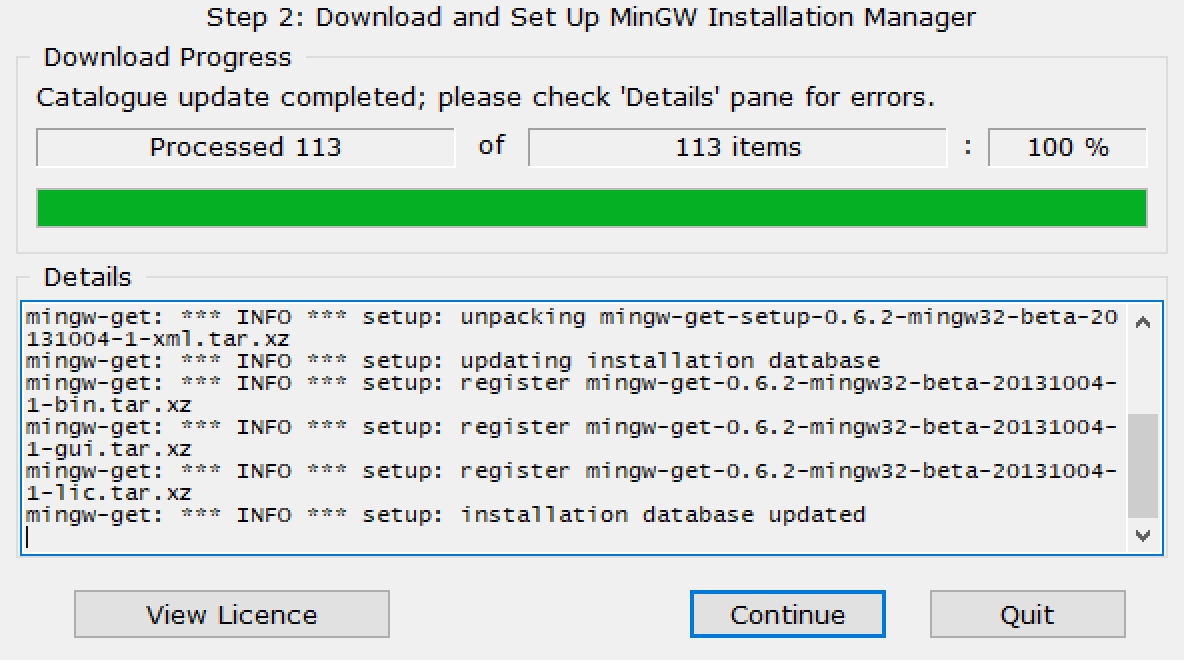 Step 2: Download and Set Up MinGW Installation Manager
Download Progress
Catalogue update completed; please check 'Details' pane for errors.
Processed 113 of 113 items : 100 %
Details
mingw-get: *** INFO *** setup: unpacking mingw-get-setup-0.6.2-mingw32-beta-20
131004-1-xml.tar.xz
mingw-get: *** INFO *** setup: updating installation database
mingw-get: *** INFO *** setup: register mingw-get-0.6.2-mingw32-beta-20131004-
1-bin.tar.xz
mingw-get: *** INFO *** setup: register mingw-get-0.6.2-mingw32-beta-20131004-
1-gui.tar.xz
mingw-get: *** INFO *** setup: register mingw-get-0.6.2-mingw32-beta-20131004-
1-lic.tar.xz
mingw-get: *** INFO *** setup: installation database updated
View Licence Continue Quit